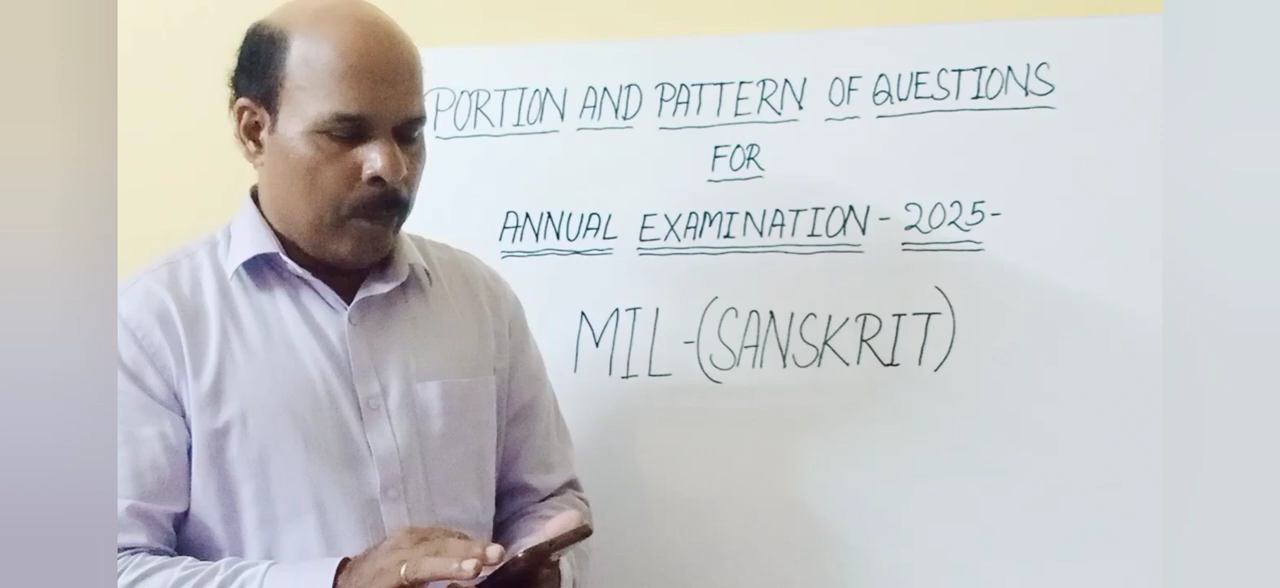 PORTION AND PATTERN OF QUESTIONS
FOR
ANNUAL EXAMINATION - 2025-
MIL-(SANSKRIT)